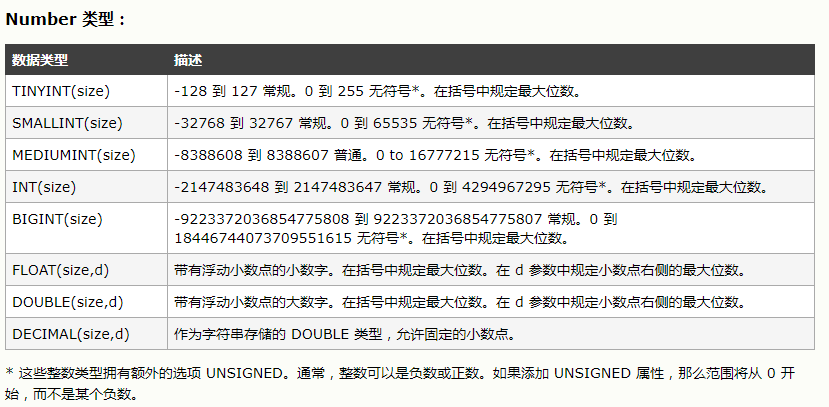 Number 类型：
数据类型 描述
TINYINT(size) -128 到 127 常规。0 到 255 无符号*。在括号中规定最大位数。
SMALLINT(size) -32768 到 32767 常规。0 到 65535 无符号*。在括号中规定最大位数。
MEDIUMINT(size) -8388608 到 8388607 普通。0 to 16777215 无符号*。在括号中规定最大位数。
INT(size) -2147483648 到 2147483647 常规。0 到 4294967295 无符号*。在括号中规定最大位数。
BIGINT(size) -9223372036854775808 到 9223372036854775807 常规。0 到
18446744073709551615 无符号*。在括号中规定最大位数。
FLOAT(size,d) 带有浮动小数点的小数字。在括号中规定最大位数。在 d 参数中规定小数点右侧的最大位数。
DOUBLE(size,d) 带有浮动小数点的大数字。在括号中规定最大位数。在 d 参数中规定小数点右侧的最大位数。
DECIMAL(size,d) 作为字符串存储的 DOUBLE 类型，允许固定的小数点。
* 这些整数类型拥有额外的选项 UNSIGNED。通常，整数可以是负数或正数。如果添加 UNSIGNED 属性，那么范围将从 0 开
始，而不是某个负数。